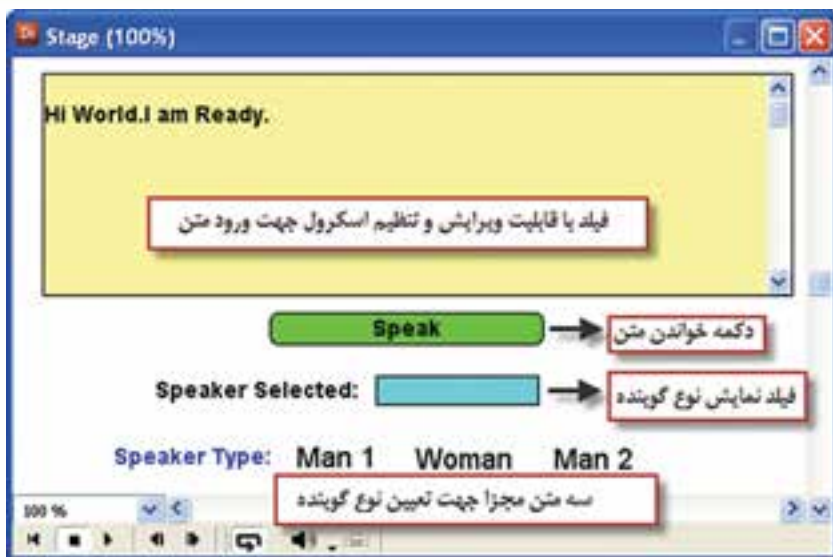 Stage (100%)
Hi World.I am Ready.
فیلد با قابلیت ویرایش و تنظیم اسکرول جهت ورود متن
Speak
دکمه خواندن متن
Speaker Selected:
فیلد نمایش نوع گوینده
Speaker Type: Man 1 Woman Man 2
سه متن مجزا جهت تعیین نوع گوینده
100 %